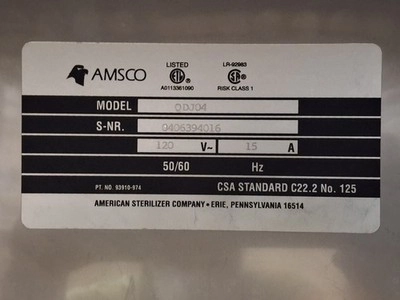 AMSCO
LISTED
A0113361090
LR-92983
RISK CLASS 1
MODEL QDJ04
S-NR. 0406394016
120 V~ 15 A
50/60 Hz
PT. NO. 93910-974 CSA STANDARD C22.2 No. 125
AMERICAN STERILIZER COMPANY • ERIE, PENNSYLVANIA 16514